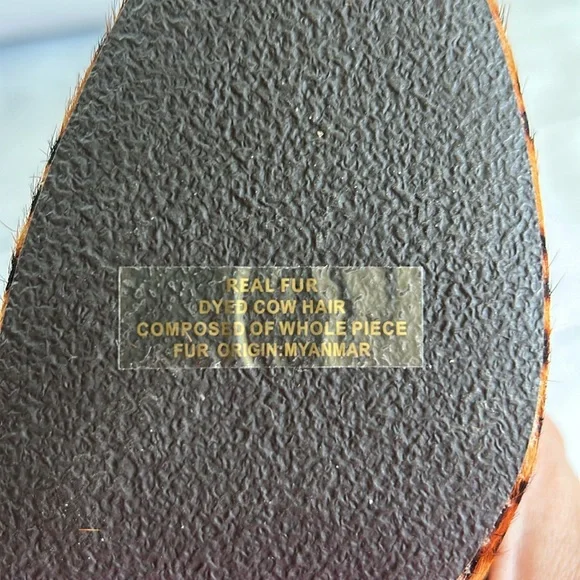 REAL FUR
DYED COW HAIR
COMPOSED OF WHOLE PIECE
FUR ORIGIN:MYANMAR